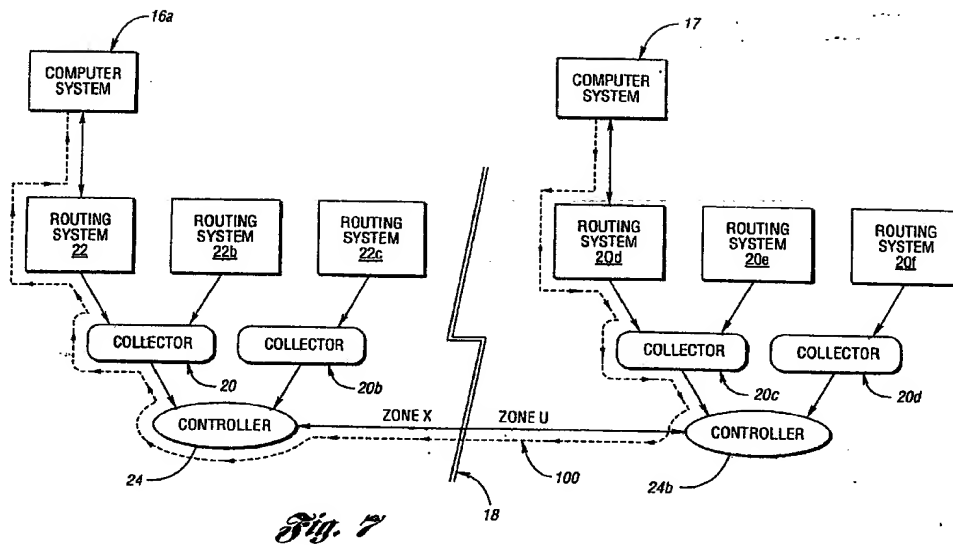 16a
17
COMPUTER
SYSTEM
COMPUTER
SYSTEM
ROUTING
SYSTEM
22
ROUTING
SYSTEM
22b
ROUTING
SYSTEM
22c
ROUTING
SYSTEM
20d
ROUTING
SYSTEM
20e
ROUTING
SYSTEM
20f
COLLECTOR
COLLECTOR
COLLECTOR
COLLECTOR
20
20b
20c
20d
CONTROLLER
ZONE X
ZONE U
CONTROLLER
24
100
24b
18
Fig. 7